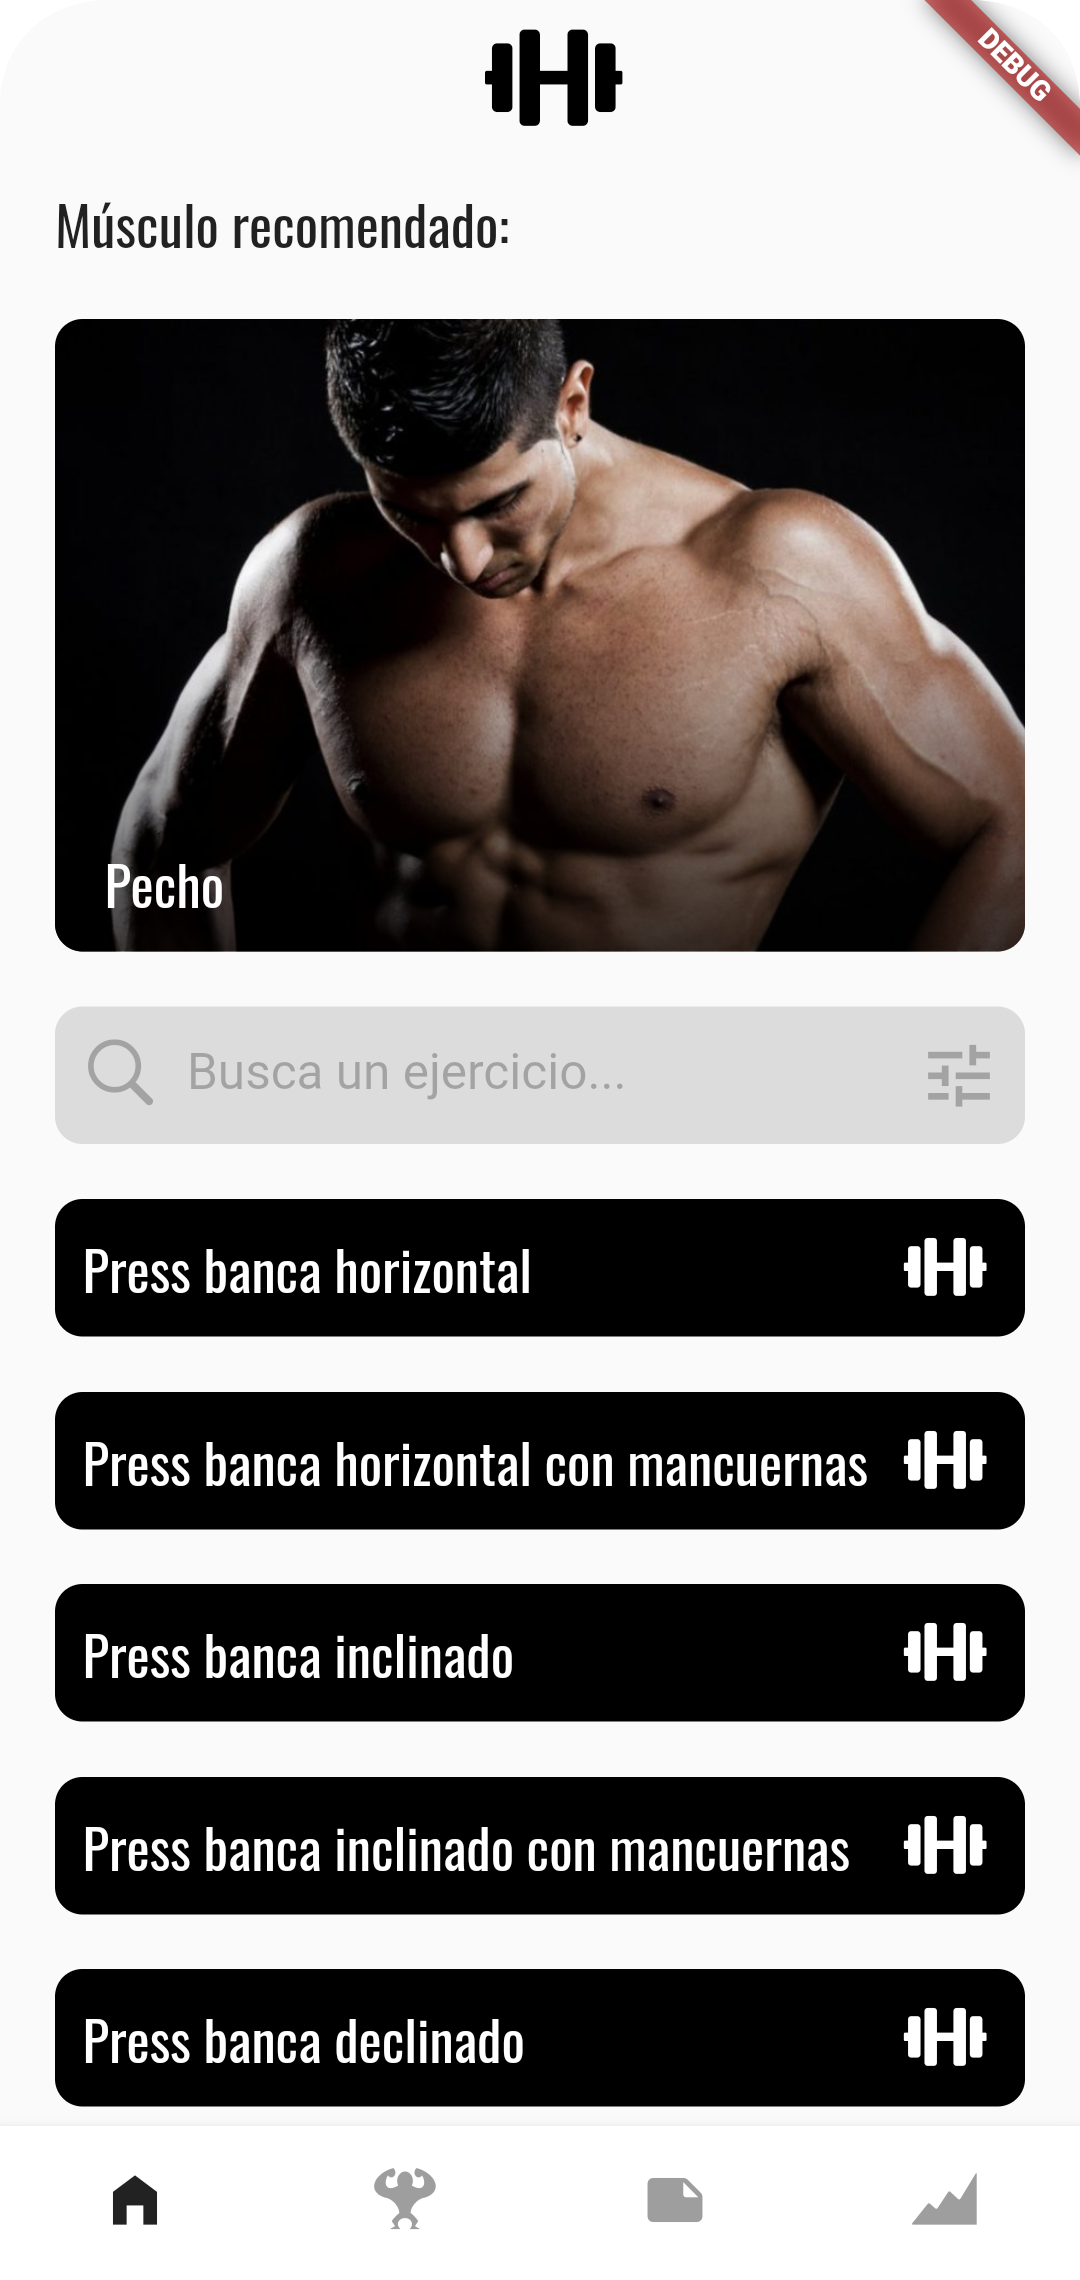 DEBUG
Músculo recomendado:
Pecho
Busca un ejercicio...
Press banca horizontal
Press banca horizontal con mancuernas
Press banca inclinado
Press banca inclinado con mancuernas
Press banca declinado